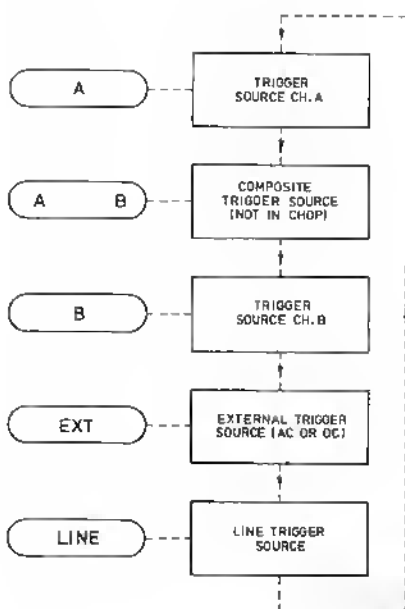 A
TRIGGER
SOURCE CH.A
A B
COMPOSITE
TRIGGER SOURCE
(NOT IN CHOP)
B
TRIGGER
SOURCE CH.B
EXT
EXTERNAL TRIGGER
SOURCE (AC OR DC)
LINE
LINE TRIGGER
SOURCE